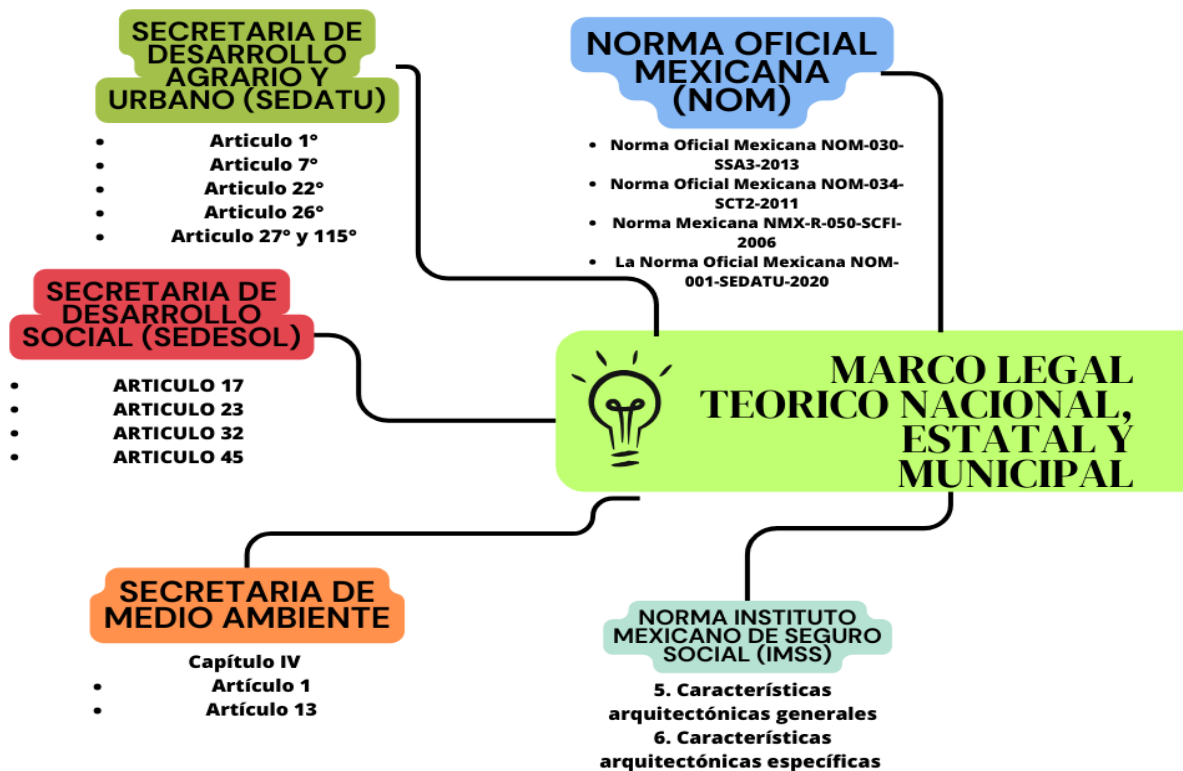 SECRETARIA DE
DESARROLLO
AGRARIO Y
URBANO (SEDATU)
• Articulo 1°
• Articulo 7°
• Articulo 22°
• Articulo 26°
• Articulo 27° y 115°
NORMA OFICIAL
MEXICANA
(NOM)
• Norma Oficial Mexicana NOM-030-
SSA3-2013
• Norma Oficial Mexicana NOM-034-
SCT2-2011
• Norma Mexicana NMX-R-050-SCFI-
2006
• La Norma Oficial Mexicana NOM-
001-SEDATU-2020
SECRETARIA DE
DESARROLLO
SOCIAL (SEDESOL)
• ARTICULO 17
• ARTICULO 23
• ARTICULO 32
• ARTICULO 45
MARCO LEGAL
TEORICO NACIONAL,
ESTATAL Y
MUNICIPAL
SECRETARIA DE
MEDIO AMBIENTE
Capítulo IV
• Artículo 1
• Artículo 13
NORMA INSTITUTO
MEXICANO DE SEGURO
SOCIAL (IMSS)
5. Características
arquitectónicas generales
6. Características
arquitectónicas específicas